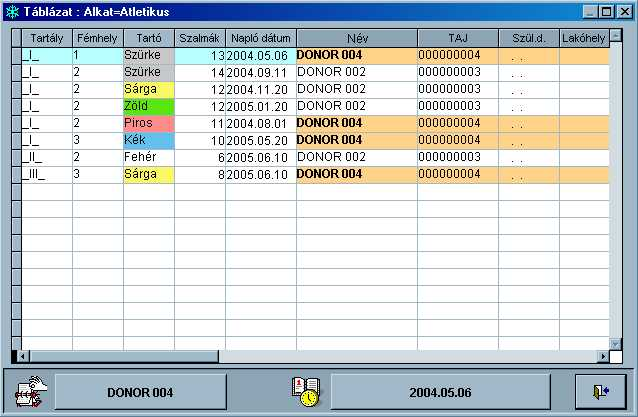 Táblázat : Alkat=Atletikus
Tartály Fémhely Tartó Szalmák Napló dátum Név TAJ Szül.d. Lakóhely
_I_ 1 Szürke 13 2004.05.06 DONOR 004 000000004 . .
_I_ 2 Szürke 14 2004.09.11 DONOR 002 000000003 . .
_I_ 2 Sárga 12 2004.11.20 DONOR 002 000000003 . .
_I_ 2 Zöld 12 2005.01.20 DONOR 002 000000003 . .
_I_ 2 Piros 11 2004.08.01 DONOR 004 000000004 . .
_I_ 3 Kék 10 2005.05.20 DONOR 004 000000004 . .
_II_ 2 Fehér 6 2005.06.10 DONOR 002 000000003 . .
_III_ 3 Sárga 8 2005.06.10 DONOR 004 000000004 . .
DONOR 004 2004.05.06